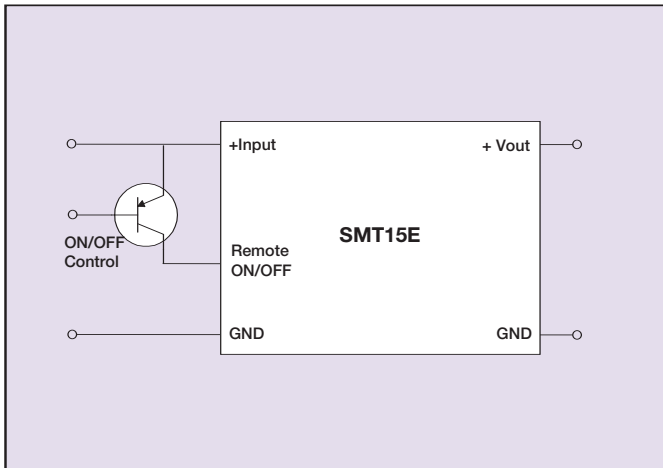 +Input
+ Vout
ON/OFF
Control
Remote
ON/OFF
SMT15E
GND
GND